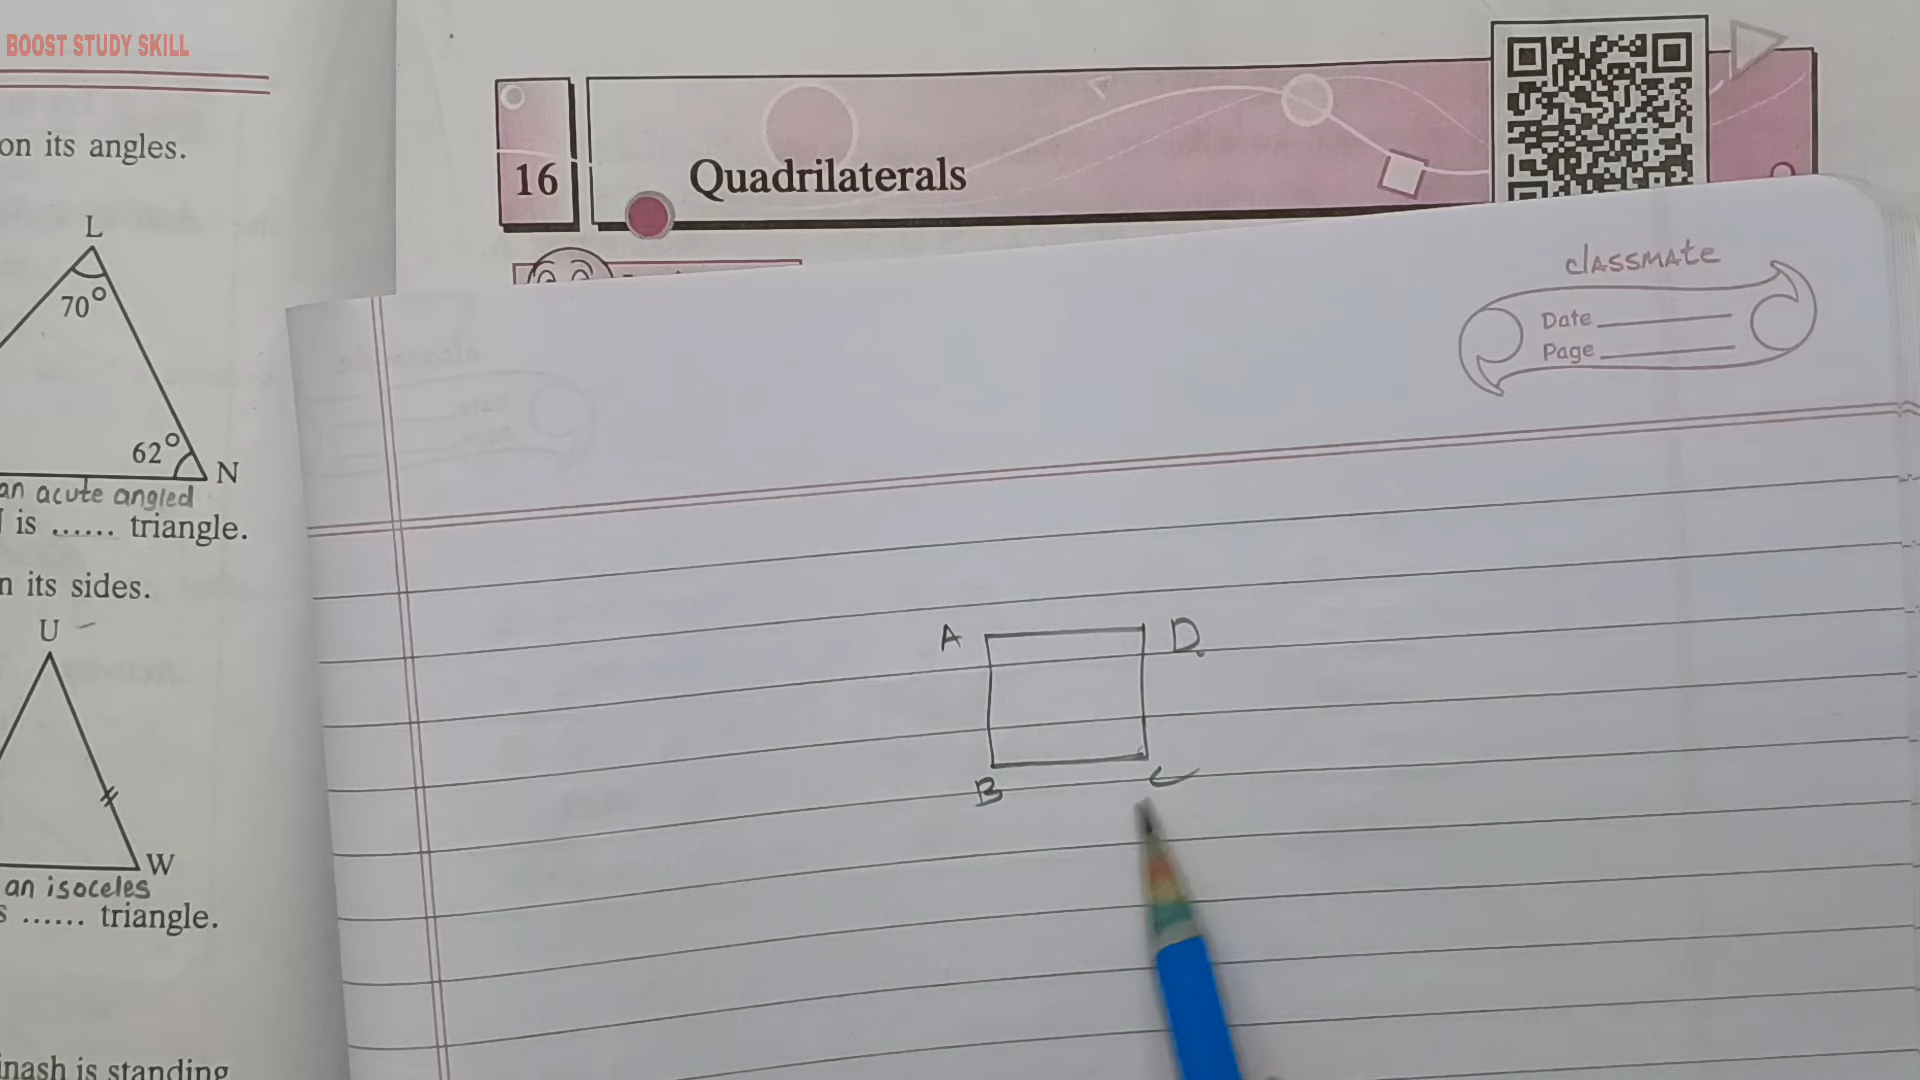 BOOST STUDY SKILL
on its angles.
L
70°
62°
N
an acute angled
is ...... triangle.
n its sides.
U
W
an isoceles
s ...... triangle.
inash is standing
16
Quadrilaterals
classmate
Date
Page
A
D
B
C